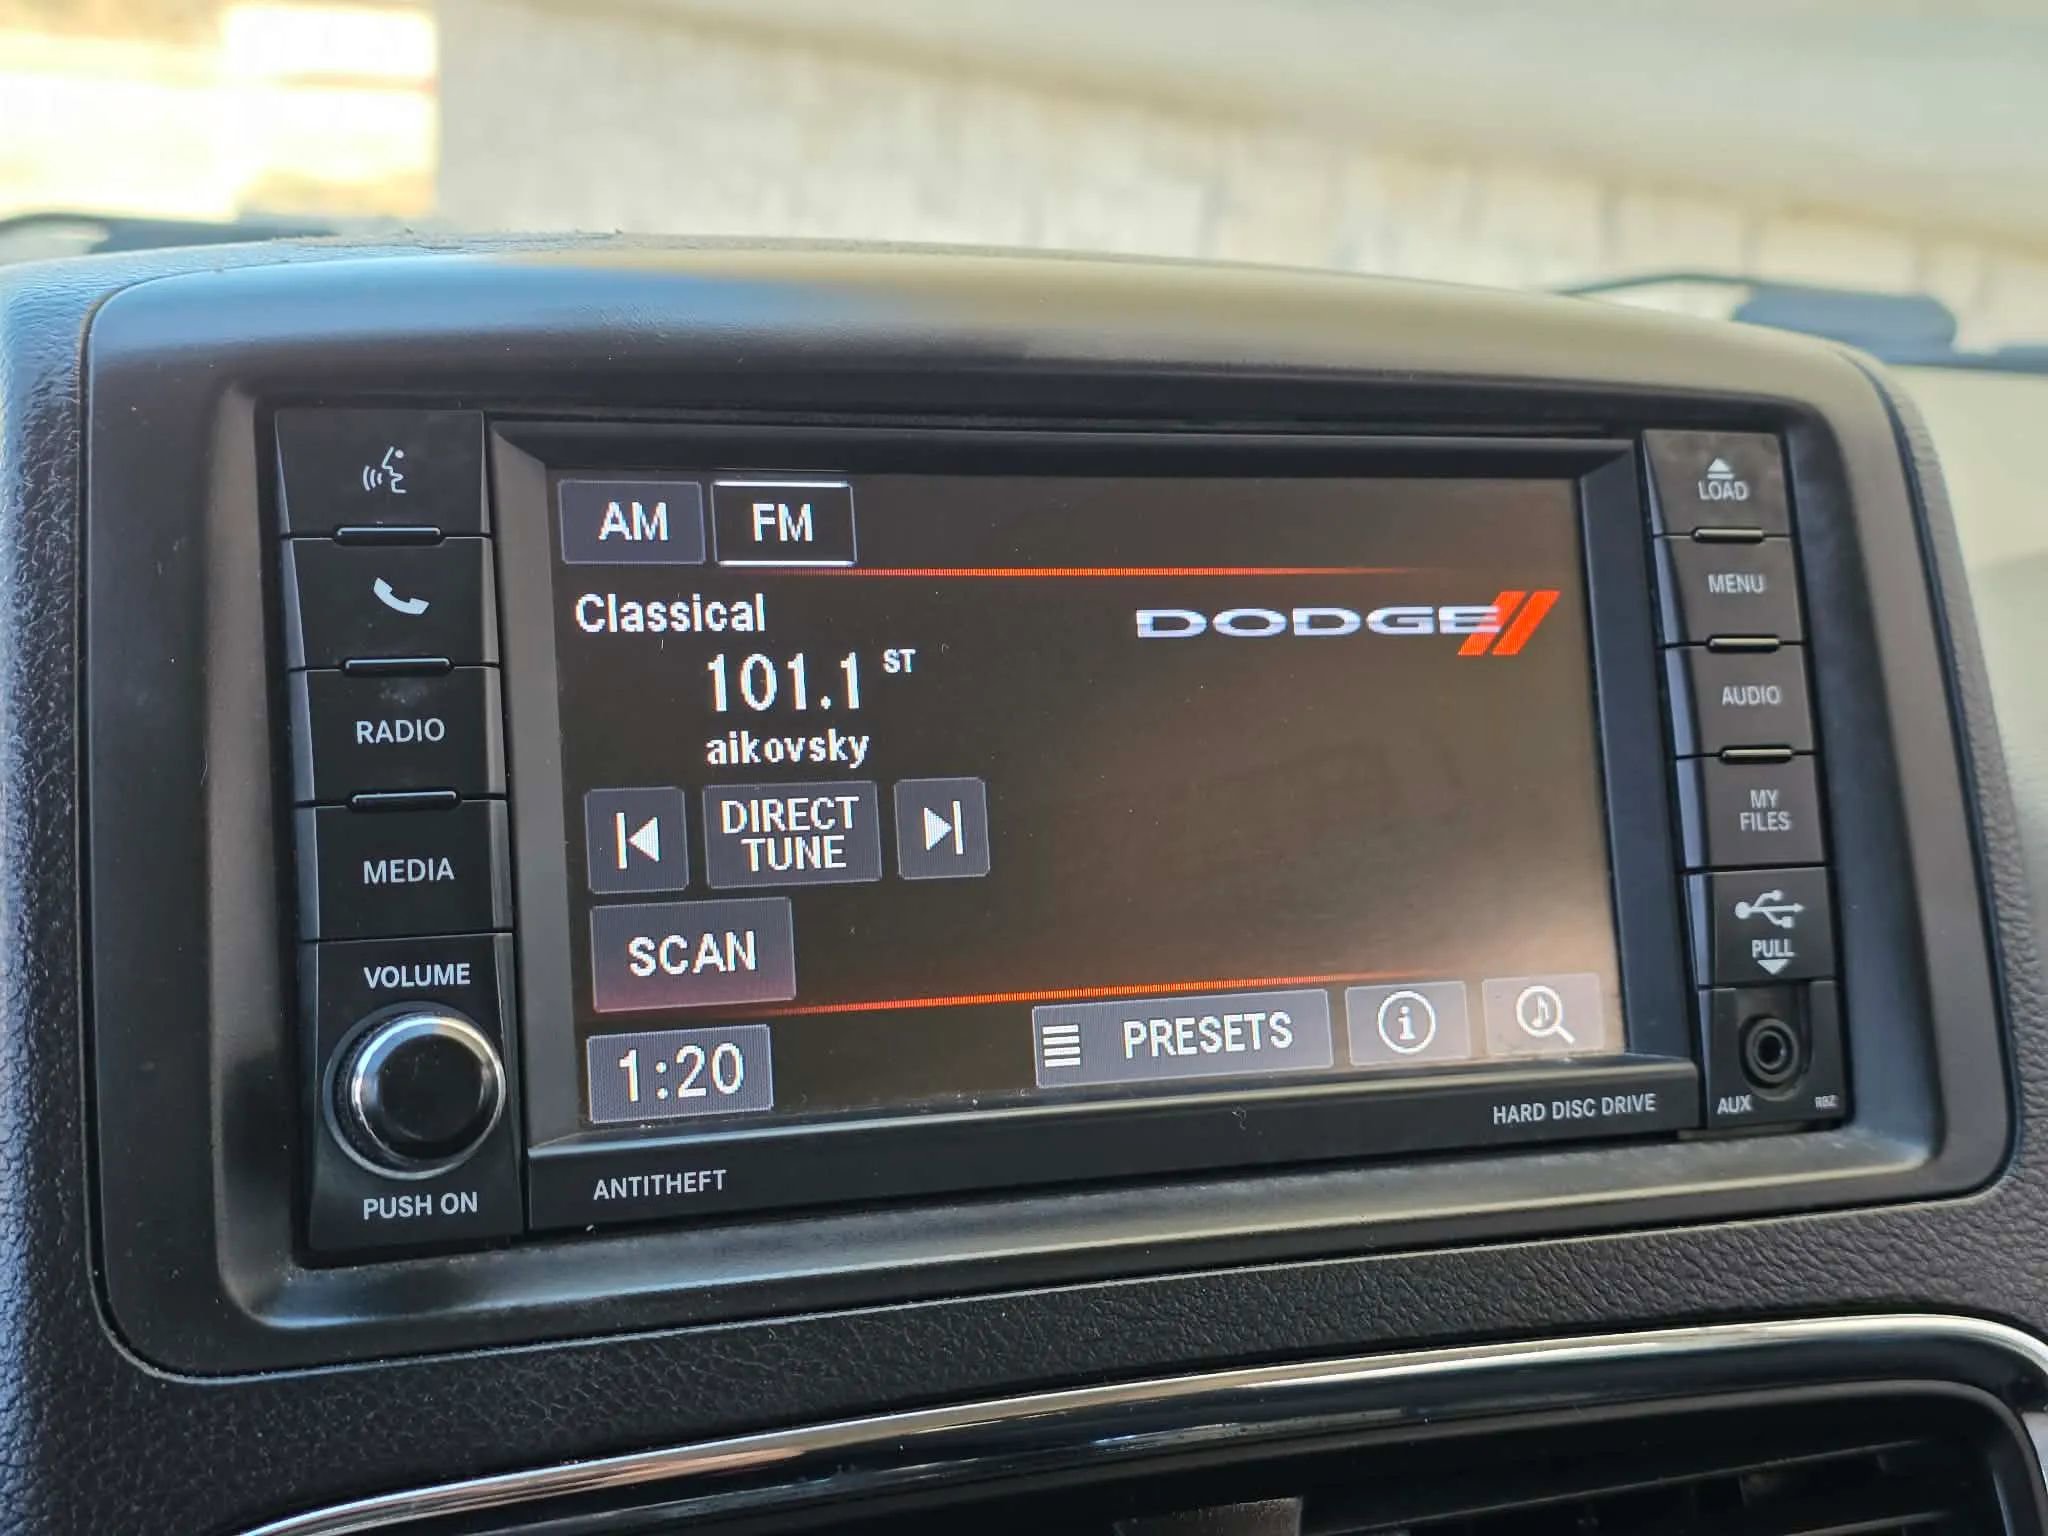 AM FM
Classical
101.1 ST
aikovsky
DODGE
DIRECT
TUNE
SCAN
1:20
PRESETS
RADIO
MEDIA
VOLUME
PUSH ON
ANTITHEFT
HARD DISC DRIVE
LOAD
MENU
AUDIO
MY
FILES
PULL
AUX
RBZ